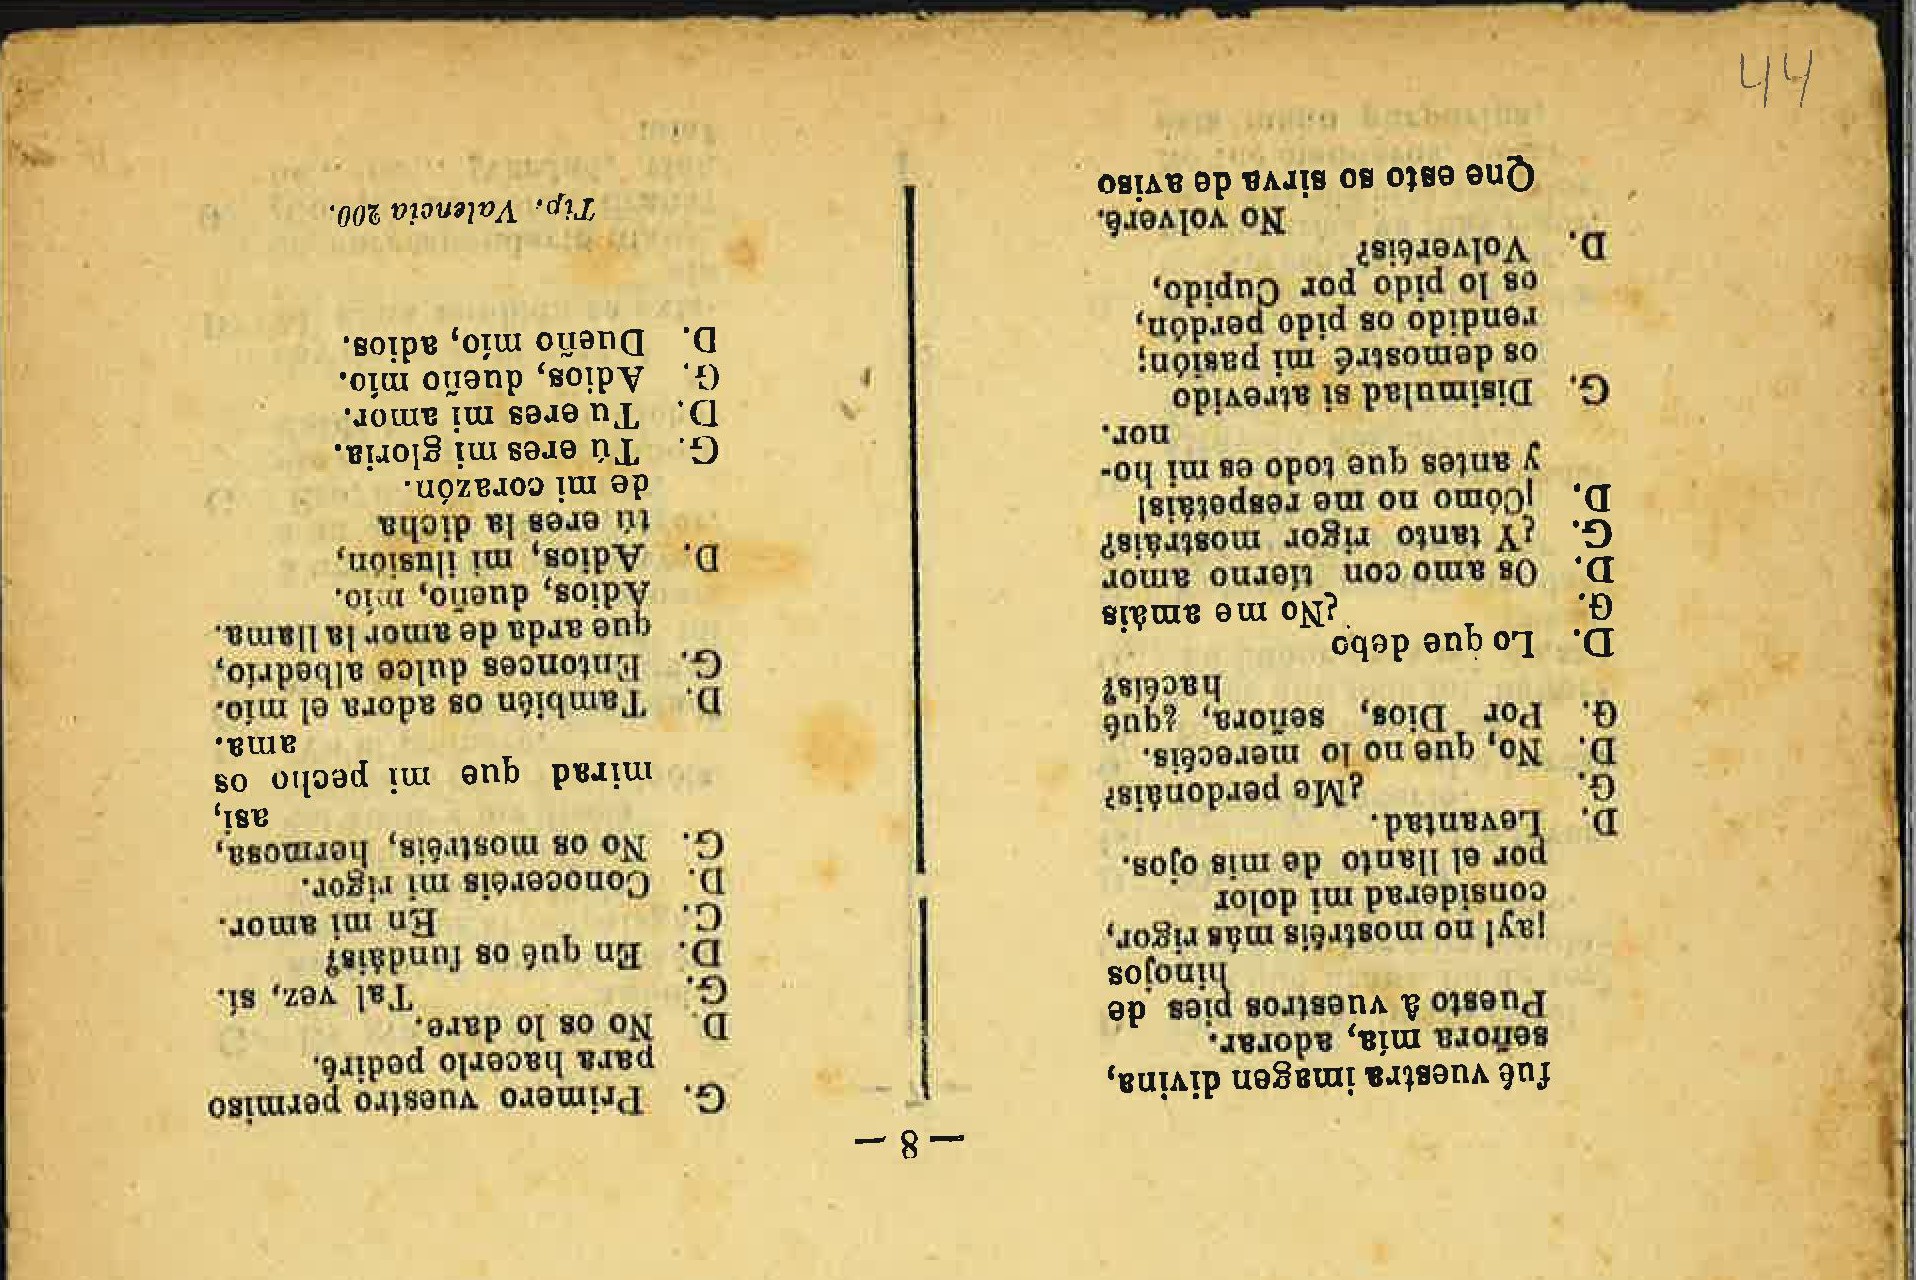 — 8 —
fué vuestra imagen divina,
señora mía, adorar.
Puesto â vuestros pies de
hinojos
¡ay! no mostréis más rigor,
considerad mi dolor
por el llanto de mis ojos.
D. Levantad.
G. ¿Me perdonáis?
D. No, que no lo merecéis.
G. Por Dios, señora, ¿qué
hacéis?
D. Lo que debo
G. ¿No me amáis
D. Os amo con tierno amor
G. ¿Y tanto rigor mostráis?
D. ¡Cómo no me respetáis!
y antes que todo es mi ho-
nor.
G. Disimulad si atrevido
os demostré mi pasión;
rendido os pido perdón,
os lo pido por Cupido,
D. Volveréis?
No volveré.
Qne esto so sirva de aviso
G. Primero vuestro permiso
para hacerlo pediré.
D. No os lo dare.
G. Tal vez, sí.
D. En qué os fundáis?
G. En mi amor.
D. Conoceréis mi rigor.
G. No os mostréis, hermosa,
asi,
mirad que mi pecho os
ama.
D. También os adora el mío.
G. Entonces dulce albedrío,
que arda de amor la llama.
Adios, dueño, mío.
D. Adios, mi ilusión,
tú eres la dicha
de mi corazón.
G. Tú eres mi gloria.
D. Tu eres mi amor.
G. Adios, dueño mío.
D. Dueño mío, adios.
Tip. Valencia 200.
44